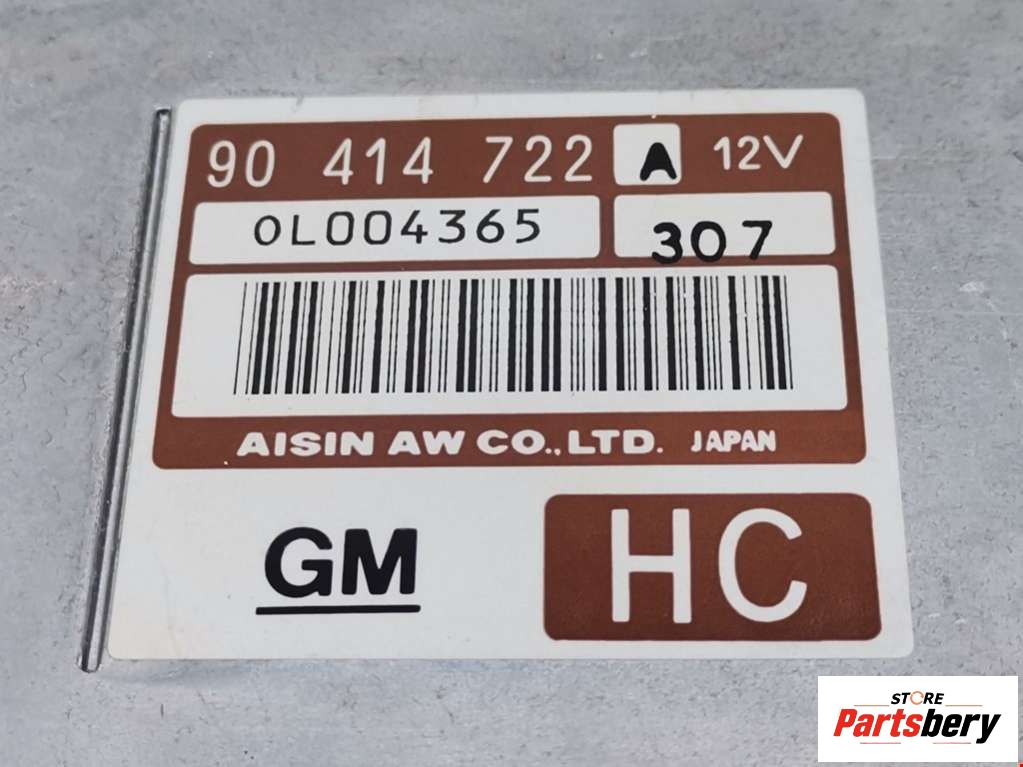 90 414 722 A 12V
0L004365 307
AISIN AW CO., LTD. JAPAN
GM HC
STORE
Partsbery